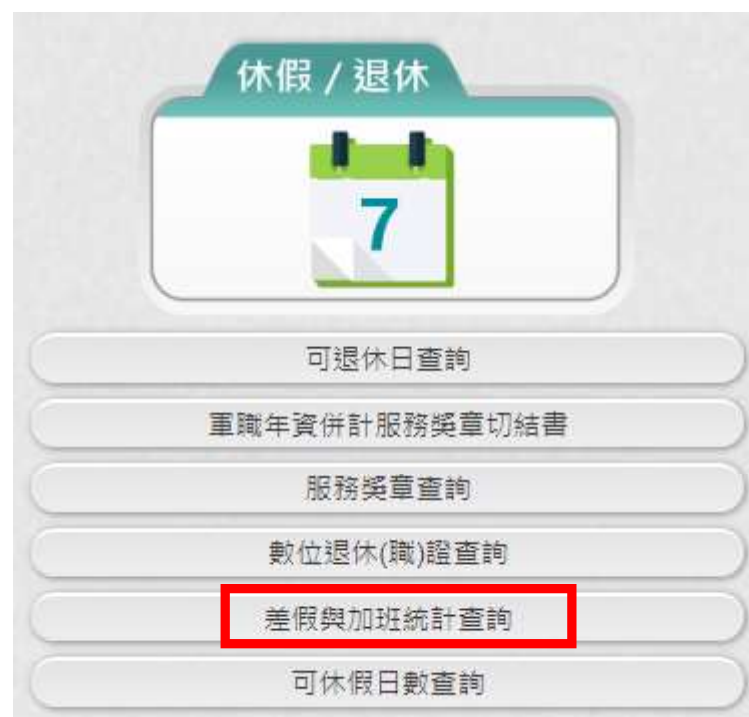 休假 / 退休
7
可退休日查詢
軍職年資併計服務獎章切結書
服務獎章查詢
數位退休(職)證查詢
差假與加班統計查詢
可休假日數查詢